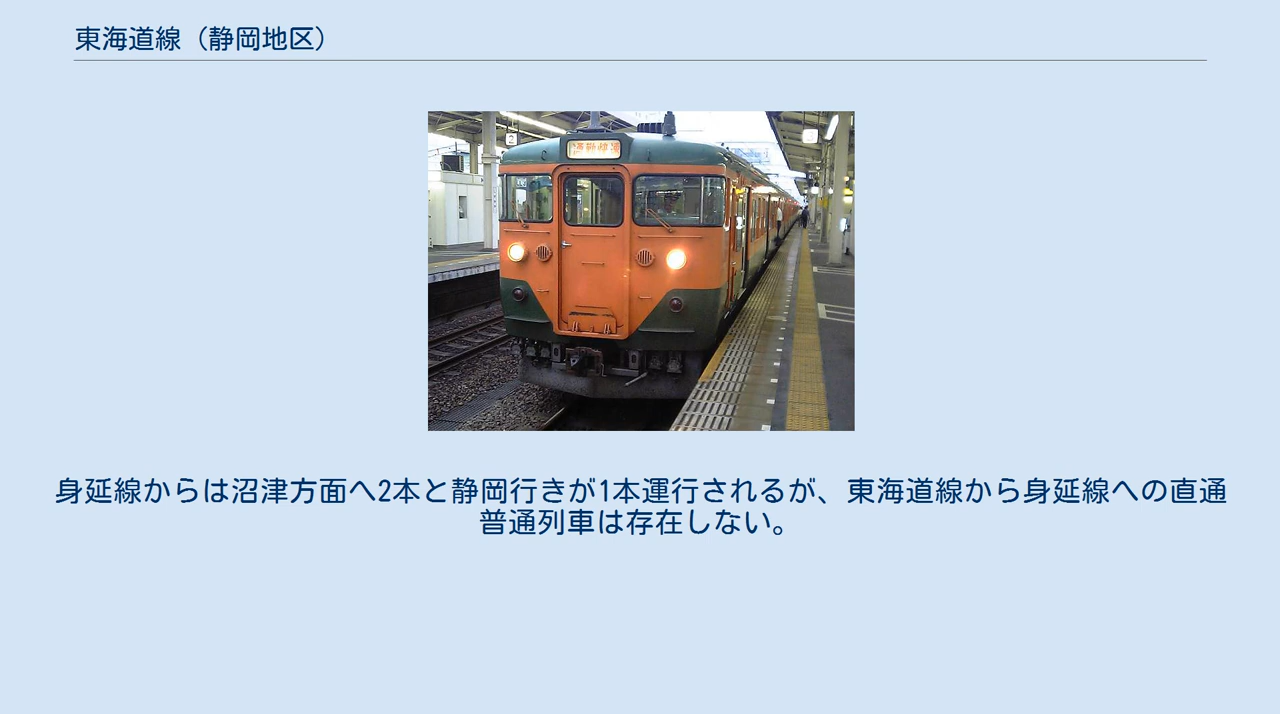 東海道線（静岡地区）
2
身延線からは沼津方面へ2本と静岡行きが1本運行されるが、東海道線から身延線への直通
普通列車は存在しない。